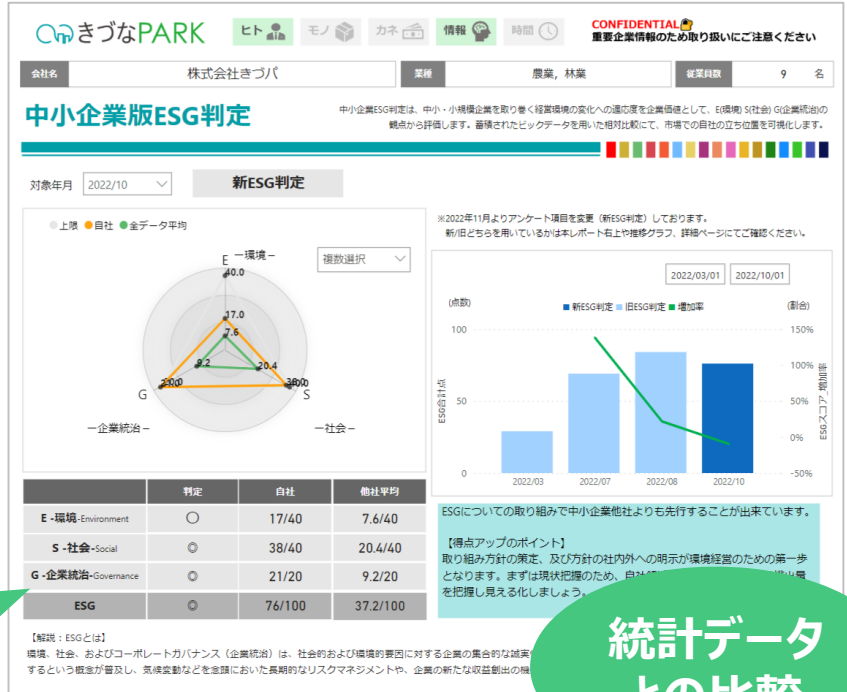 きづなPARK
ヒト
モノ
カネ
情報
時間
CONFIDENTIAL
重要企業情報のため取り扱いにご注意ください
会社名 株式会社きづパ 業種 農業, 林業 従業員数 9 名
中小企業版ESG判定
中小企業ESG判定は、中小・小規模企業を取り巻く経営環境の変化への適応度を企業価値として、E(環境) S(社会) G(企業統治)の
観点から評価します。蓄積されたビックデータを用いた相対比較にて、市場での自社の立ち位置を可視化します。
対象年月 2022/10 新ESG判定
上限 自社 全データ平均
複数選択
E －環境－
40.0
17.0
7.6
9.2
20.4
G
S
－企業統治－
－社会－
※2022年11月よりアンケート項目を変更（新ESG判定）しております。
新/旧どちらを用いているかは本レポート右上や推移グラフ、詳細ページにてご確認ください。
2022/03/01 2022/10/01
(点数) 新ESG判定 旧ESG判定 増加率 (割合)
100 150%
100%
50 50%
0%
0 -50%
ESG合計点
ESGスコア_増加率
2022/03 2022/07 2022/08 2022/10
判定 自社 他社平均
E -環境-Environment ○ 17/40 7.6/40
S -社会-Social ◎ 38/40 20.4/40
G -企業統治-Governance ◎ 21/20 9.2/20
ESG ◎ 76/100 37.2/100
ESGについての取り組みで中小企業他社よりも先行することが出来ています。
【得点アップのポイント】
取り組み方針の策定、及び方針の社内外への明示が環境経営のための第一歩
となります。まずは現状把握のため、自社
を把握し見える化しましょう。
【解説：ESGとは】
環境、社会、およびコーポレートガバナンス（企業統治）は、社会的および環境的要因に対する企業の集合的な誠実
するという概念が普及し、気候変動などを念頭においた長期的なリスクマネジメントや、企業の新たな収益創出の機
統計データ
との比較